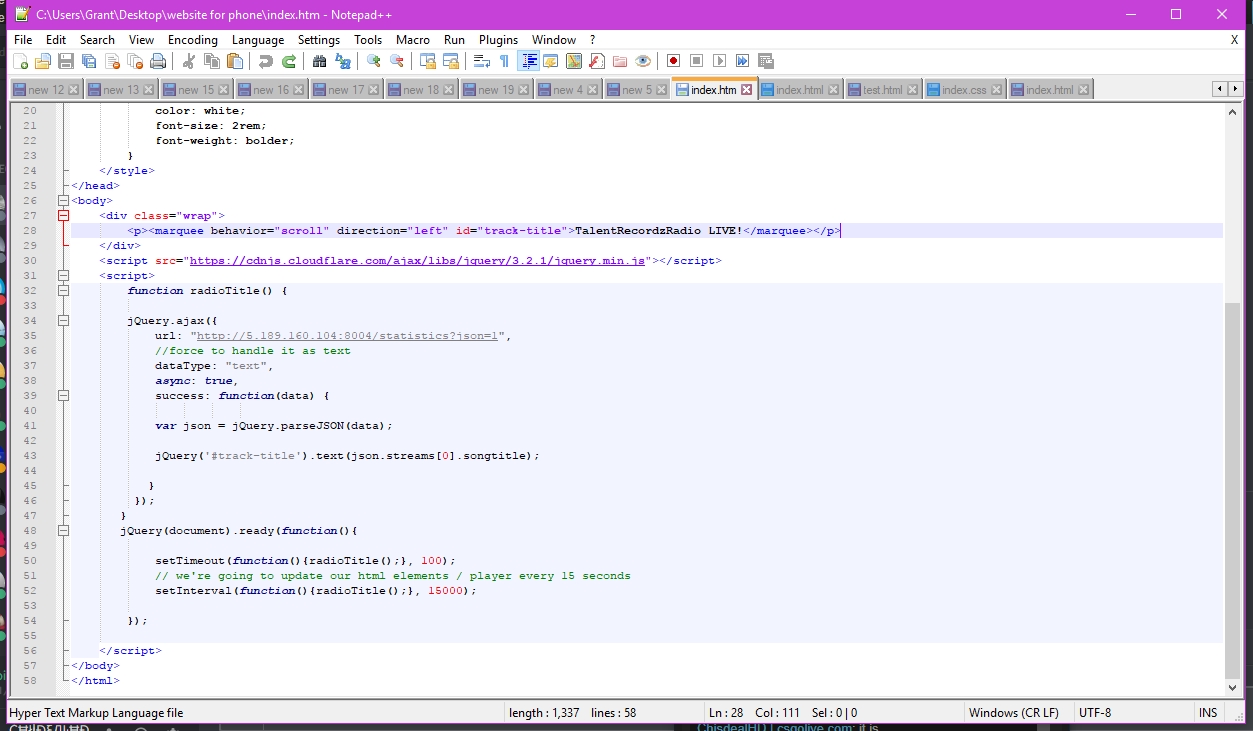 C:\Users\Grant\Desktop\website for phone\index.htm - Notepad++
File Edit Search View Encoding Language Settings Tools Macro Run Plugins Window ? X
new 12 new 13 new 15 new 16 new 17 new 18 new 19 new 4 new 5 index.htm index.html test.html index.css index.html
20 color: white;
21 font-size: 2rem;
22 font-weight: bolder;
23 }
24 </style>
25 </head>
26 <body>
27 <div class="wrap">
28 <p><marquee behavior="scroll" direction="left" id="track-title">TalentRecordzRadio LIVE!</marquee></p>
29 </div>
30 <script src="https://cdnjs.cloudflare.com/ajax/libs/jquery/3.2.1/jquery.min.js"></script>
31 <script>
32 function radioTitle() {
33
34 jQuery.ajax({
35 url: "http://5.189.160.104:8004/statistics?json=1",
36 //force to handle it as text
37 dataType: "text",
38 async: true,
39 success: function(data) {
40
41 var json = jQuery.parseJSON(data);
42
43 jQuery('#track-title').text(json.streams[0].songtitle);
44
45 }
46 });
47 }
48 jQuery(document).ready(function(){
49
50 setTimeout(function(){radioTitle();}, 100);
51 // we're going to update our html elements / player every 15 seconds
52 setInterval(function(){radioTitle();}, 15000);
53
54 });
55
56 </script>
57 </body>
58 </html>
Hyper Text Markup Language file length : 1,337 lines : 58 Ln : 28 Col : 111 Sel : 0 | 0 Windows (CR LF) UTF-8 INS
ChisdealHD | csgolive.com: it is